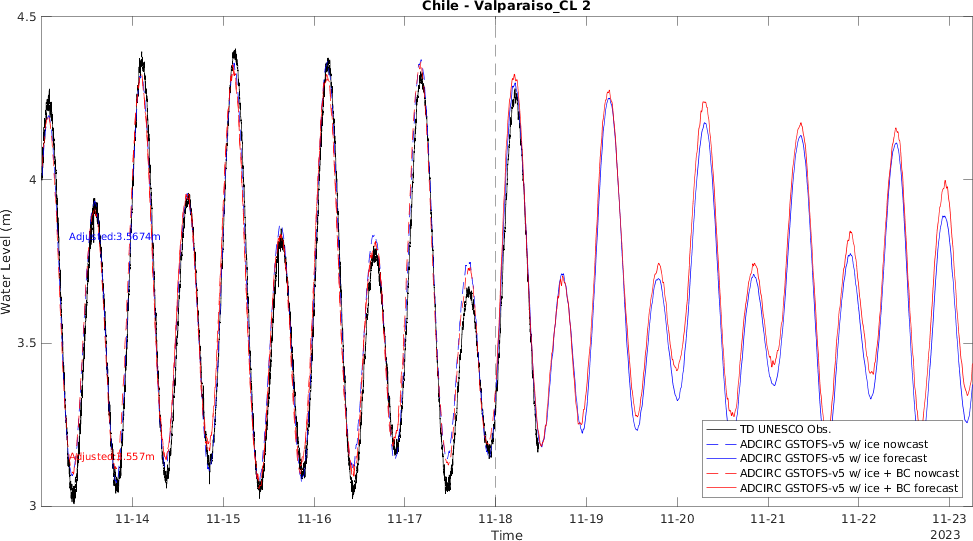 Chile - Valparaiso_CL 2
4.5
4
3.5
3
Water Level (m)
Adjusted:3.5674m
Adjusted:3.557m
TD UNESCO Obs.
ADCIRC GSTOFS-v5 w/ ice nowcast
ADCIRC GSTOFS-v5 w/ ice forecast
ADCIRC GSTOFS-v5 w/ ice + BC nowcast
ADCIRC GSTOFS-v5 w/ ice + BC forecast
11-14 11-15 11-16 11-17 11-18 11-19 11-20 11-21 11-22 11-23
Time
2023